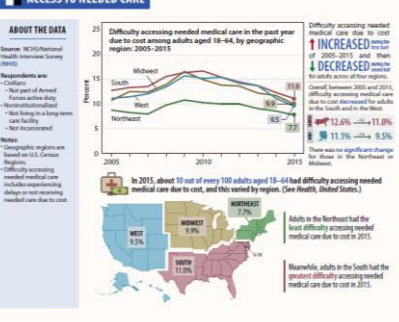 ACCESS TO NEEDED CARE
ABOUT THE DATA
Source: NCHS/National
Health Interview Survey
(NHIS)
Respondents are:
- Civilians
- Not part of Armed
Forces active duty
- Noninstitutionalized
- Not living in a long-term
care facility
- Not incarcerated
Notes:
- Geographic regions are
based on U.S. Census
Regions
- Difficulty accessing
needed medical care
includes experiencing
delays or not receiving
needed care due to cost.
Difficulty accessing needed medical care in the past year
due to cost among adults aged 18–64, by geographic
region: 2005–2015
Percent
25
20
15
10
5
0
2005
2015
Midwest
South
West
Northeast
11.0
9.9
9.5
7.7
Difficulty accessing needed
medical care due to cost
INCREASED
of 2005–2015 and then
DECREASED
for adults across all four regions.
Overall, between 2005 and 2015,
difficulty accessing needed medical
care due to cost decreased for adults
in the South and in the West.
12.6% 11.0%
11.1% 9.5%
There was no significant change
for those in the Northeast or
Midwest.
In 2015, about 10 out of every 100 adults aged 18–64 had difficulty accessing needed
medical care due to cost, and this varied by region. (See Health, United States.)
WEST
9.5%
MIDWEST
9.9%
NORTHEAST
7.7%
SOUTH
11.0%
Adults in the Northeast had the
least difficulty accessing needed
medical care due to cost in 2015.
Meanwhile, adults in the South had the
greatest difficulty accessing needed
medical care due to cost in 2015.